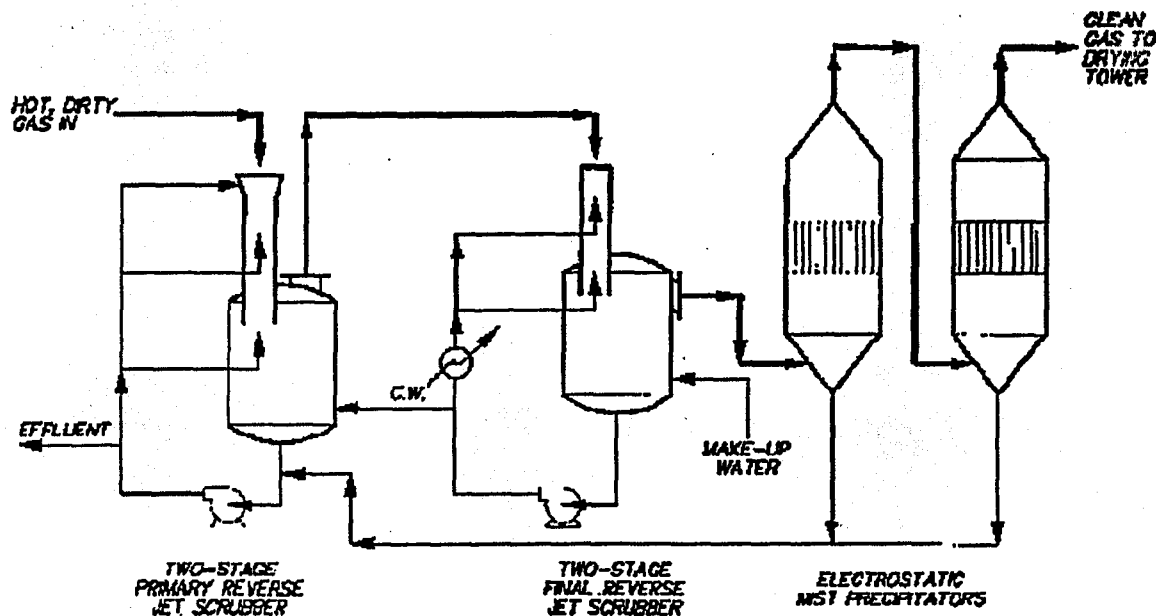 CLEAN
GAS TO
DRYING
TOWER
HOT, DIRTY
GAS IN
C.W.
EFFLUENT
MAKE-UP
WATER
TWO-STAGE
PRIMARY REVERSE
JET SCRUBBER
TWO-STAGE
FINAL REVERSE
JET SCRUBBER
ELECTROSTATIC
MIST PRECIPITATORS